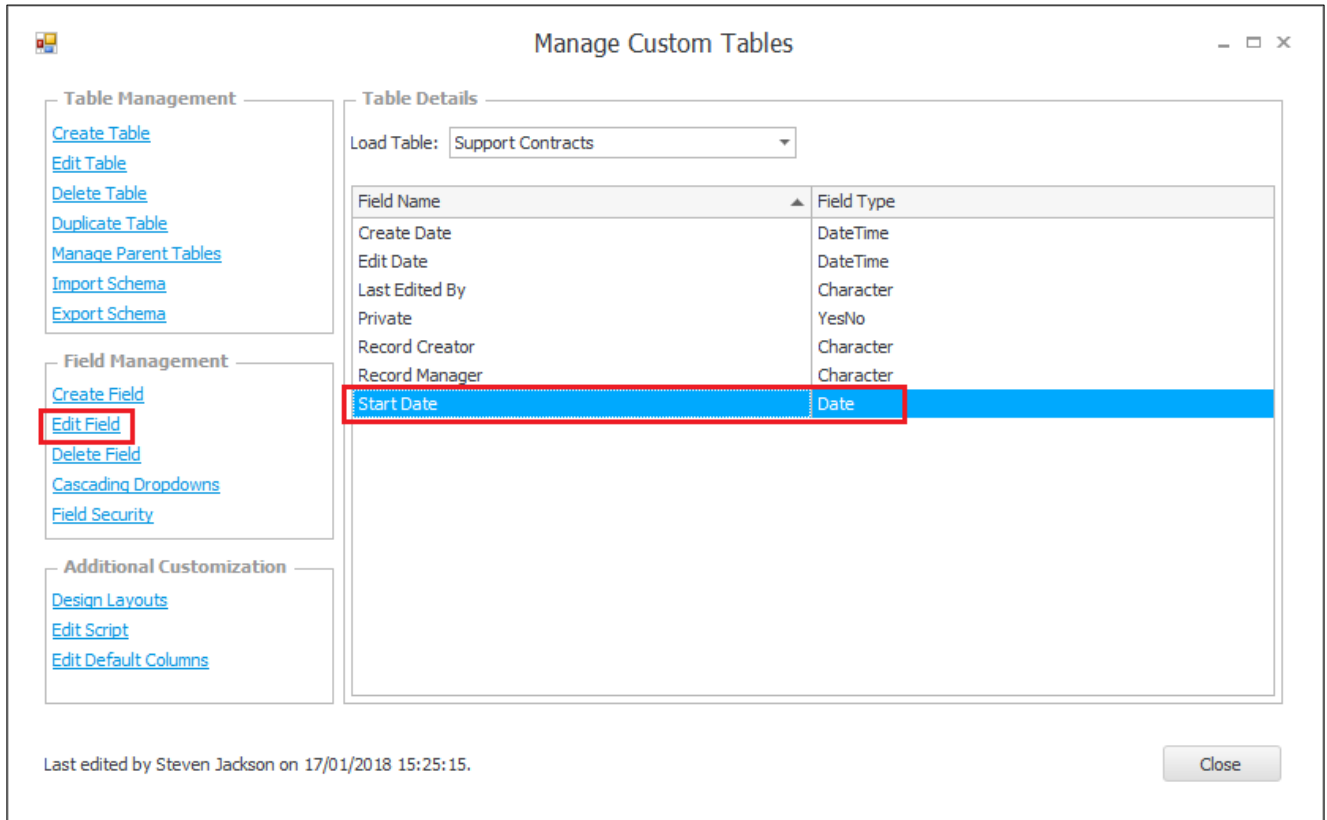 Manage Custom Tables
Table Management
Create Table
Edit Table
Delete Table
Duplicate Table
Manage Parent Tables
Import Schema
Export Schema
Field Management
Create Field
Edit Field
Delete Field
Cascading Dropdowns
Field Security
Additional Customization
Design Layouts
Edit Script
Edit Default Columns
Table Details
Load Table: Support Contracts
Field Name Field Type
Create Date DateTime
Edit Date DateTime
Last Edited By Character
Private YesNo
Record Creator Character
Record Manager Character
Start Date Date
Last edited by Steven Jackson on 17/01/2018 15:25:15.
Close